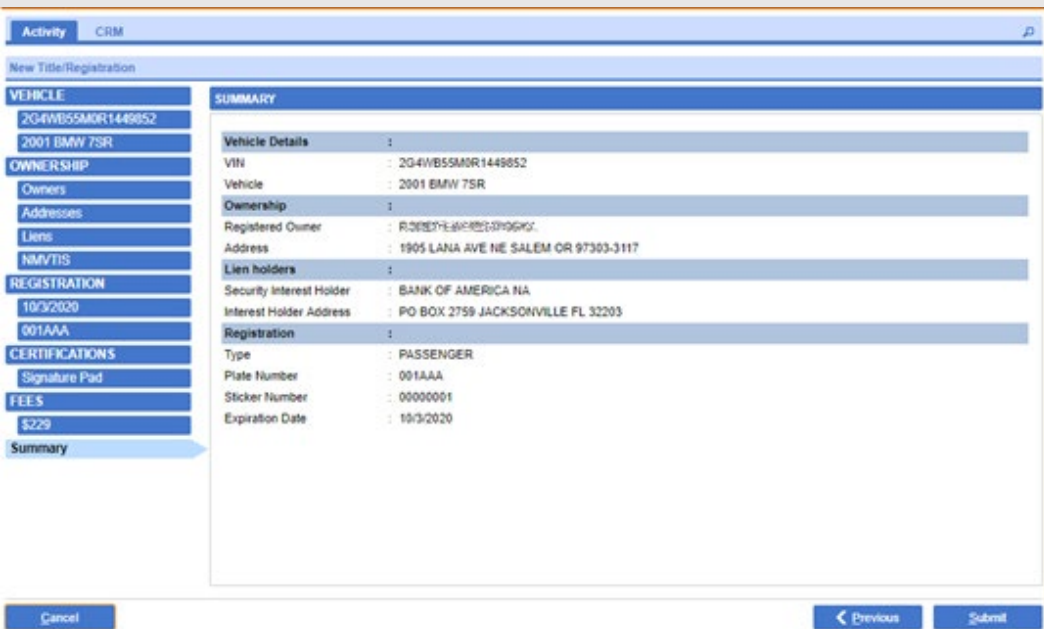 Activity CRM
New Title/Registration
VEHICLE
2G4WB55M0R1449852
2001 BMW 7SR
OWNERSHIP
Owners
Addresses
Liens
NMVTIS
REGISTRATION
10/3/2020
001AAA
CERTIFICATIONS
Signature Pad
FEES
$229
Summary
SUMMARY
Vehicle Details :
VIN : 2G4WB55M0R1449852
Vehicle : 2001 BMW 7SR
Ownership :
Registered Owner :
Address : 1905 LANA AVE NE SALEM OR 97303-3117
Lien holders :
Security Interest Holder : BANK OF AMERICA NA
Interest Holder Address : PO BOX 2759 JACKSONVILLE FL 32203
Registration :
Type : PASSENGER
Plate Number : 001AAA
Sticker Number : 00000001
Expiration Date : 10/3/2020
Cancel
Previous
Submit